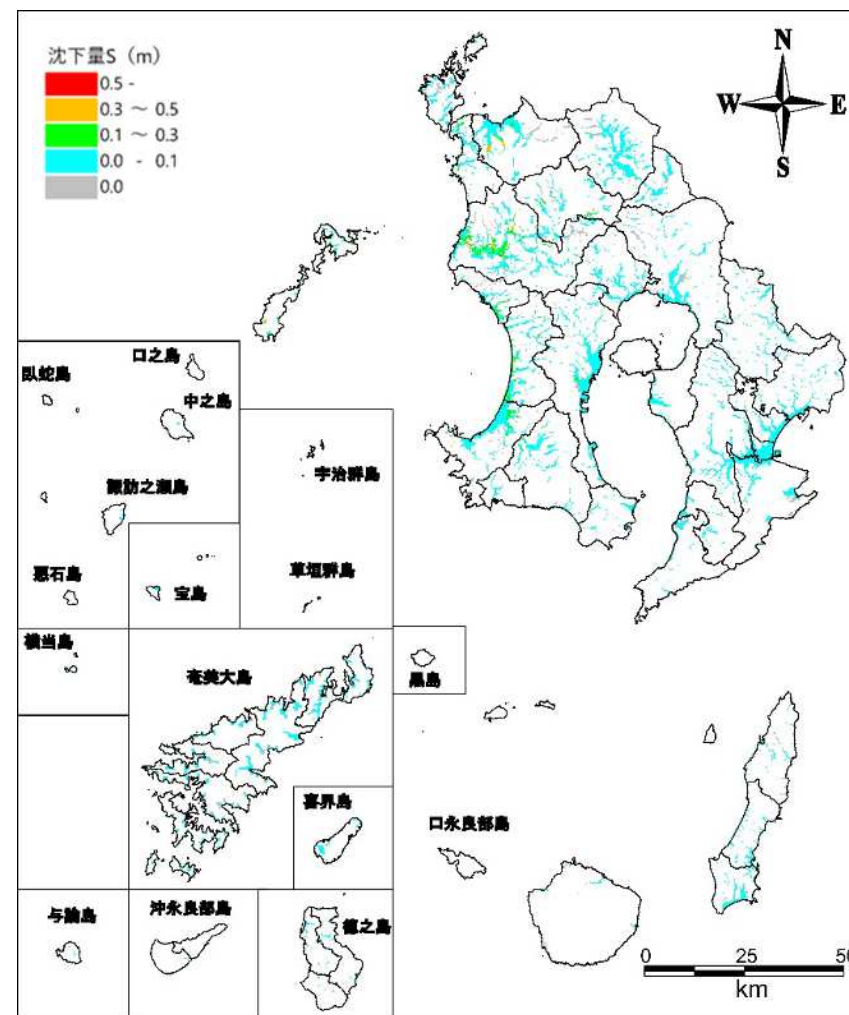 沈下量S（m）
0.5 -
0.3 ～ 0.5
0.1 ～ 0.3
0.0 - 0.1
0.0
N
W
E
S
口之島
臥蛇島
中之島
宇治群島
諏訪之瀬島
悪石島
宝島
草垣群島
横当島
奄美大島
黒島
喜界島
口永良部島
与論島
沖永良部島
徳之島
0 25 50
km